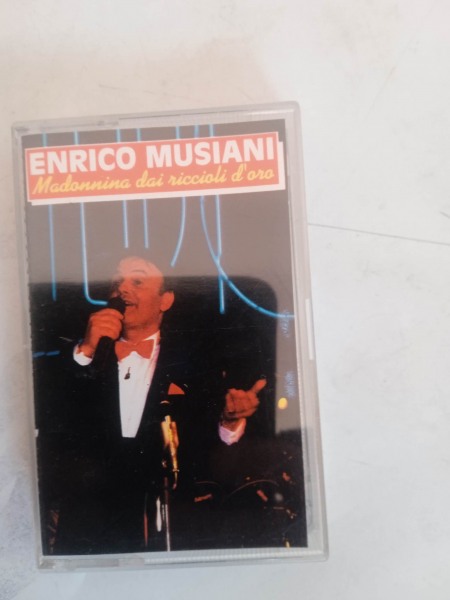 ENRICO MUSIANI
Madonnina dai riccioli d'oro